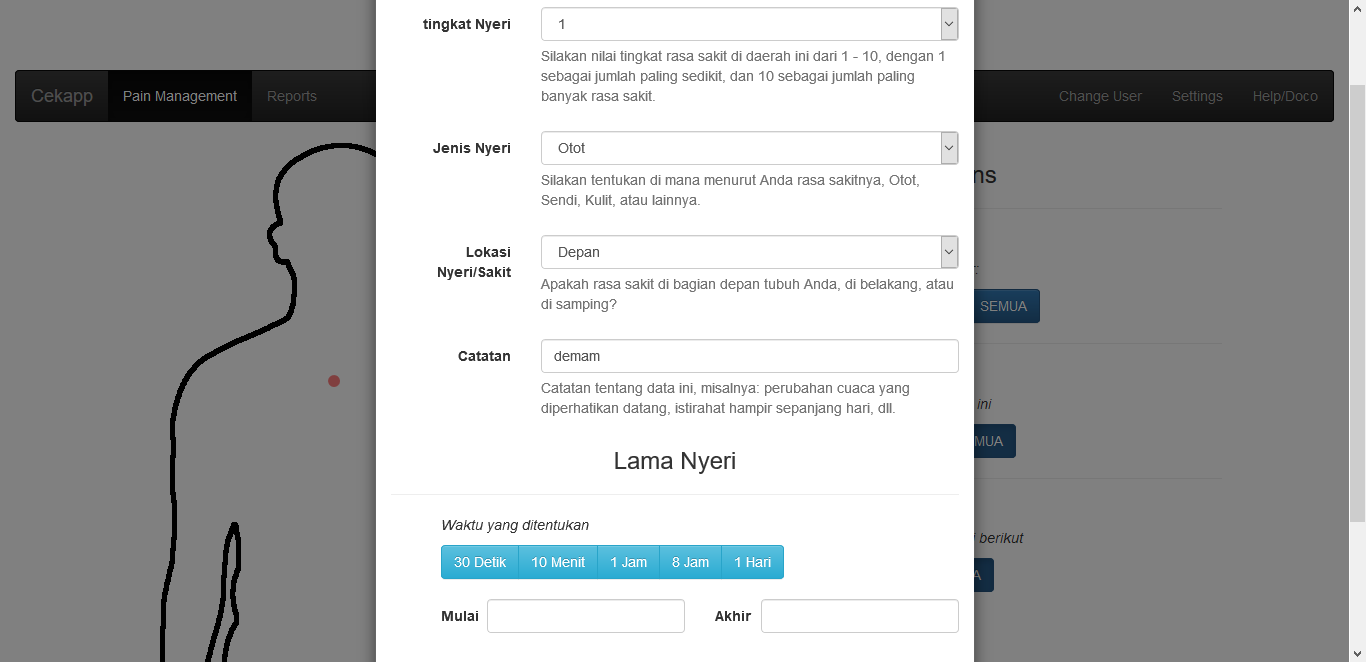 tingkat Nyeri
1
Silakan nilai tingkat rasa sakit di daerah ini dari 1 - 10, dengan 1
sebagai jumlah paling sedikit, dan 10 sebagai jumlah paling
banyak rasa sakit.
Cekapp Pain Management Reports
Change User Settings Help/Doco
Jenis Nyeri
Otot
Silakan tentukan di mana menurut Anda rasa sakitnya, Otot,
Sendi, Kulit, atau lainnya.
Lokasi
Nyeri/Sakit
Depan
Apakah rasa sakit di bagian depan tubuh Anda, di belakang, atau
di samping?
Catatan
demam
Catatan tentang data ini, misalnya: perubahan cuaca yang
diperhatikan datang, istirahat hampir sepanjang hari, dll.
Lama Nyeri
Waktu yang ditentukan
30 Detik 10 Menit 1 Jam 8 Jam 1 Hari
Mulai
Akhir
SEMUA
ini
berikut